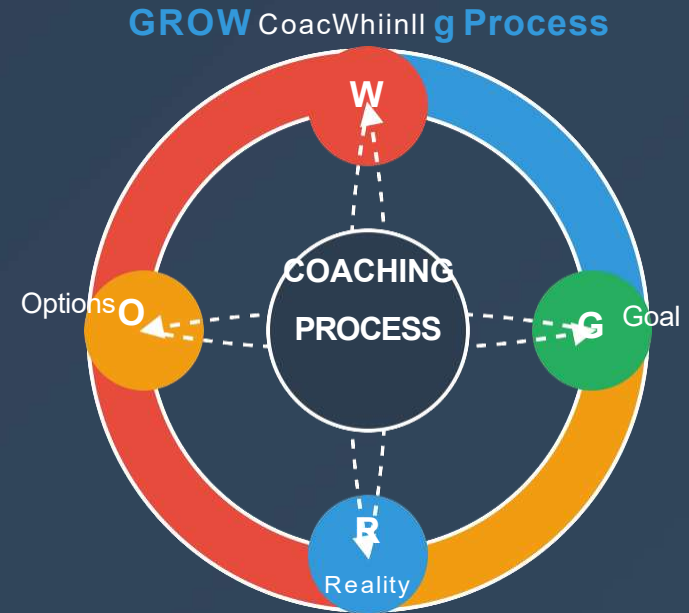 GROW CoacWhiinll g Process
W
COACHING
PROCESS
Options
O
G
Goal
R
Reality